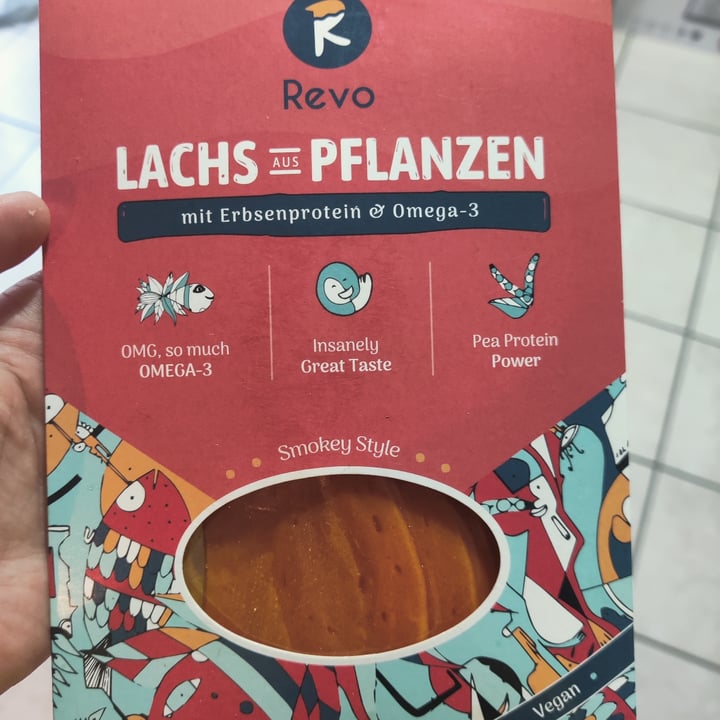 Revo
LACHS AUS PFLANZEN
mit Erbsenprotein & Omega-3
OMG, so much
OMEGA-3
Insanely
Great Taste
Pea Protein
Power
Smokey Style
Vegan